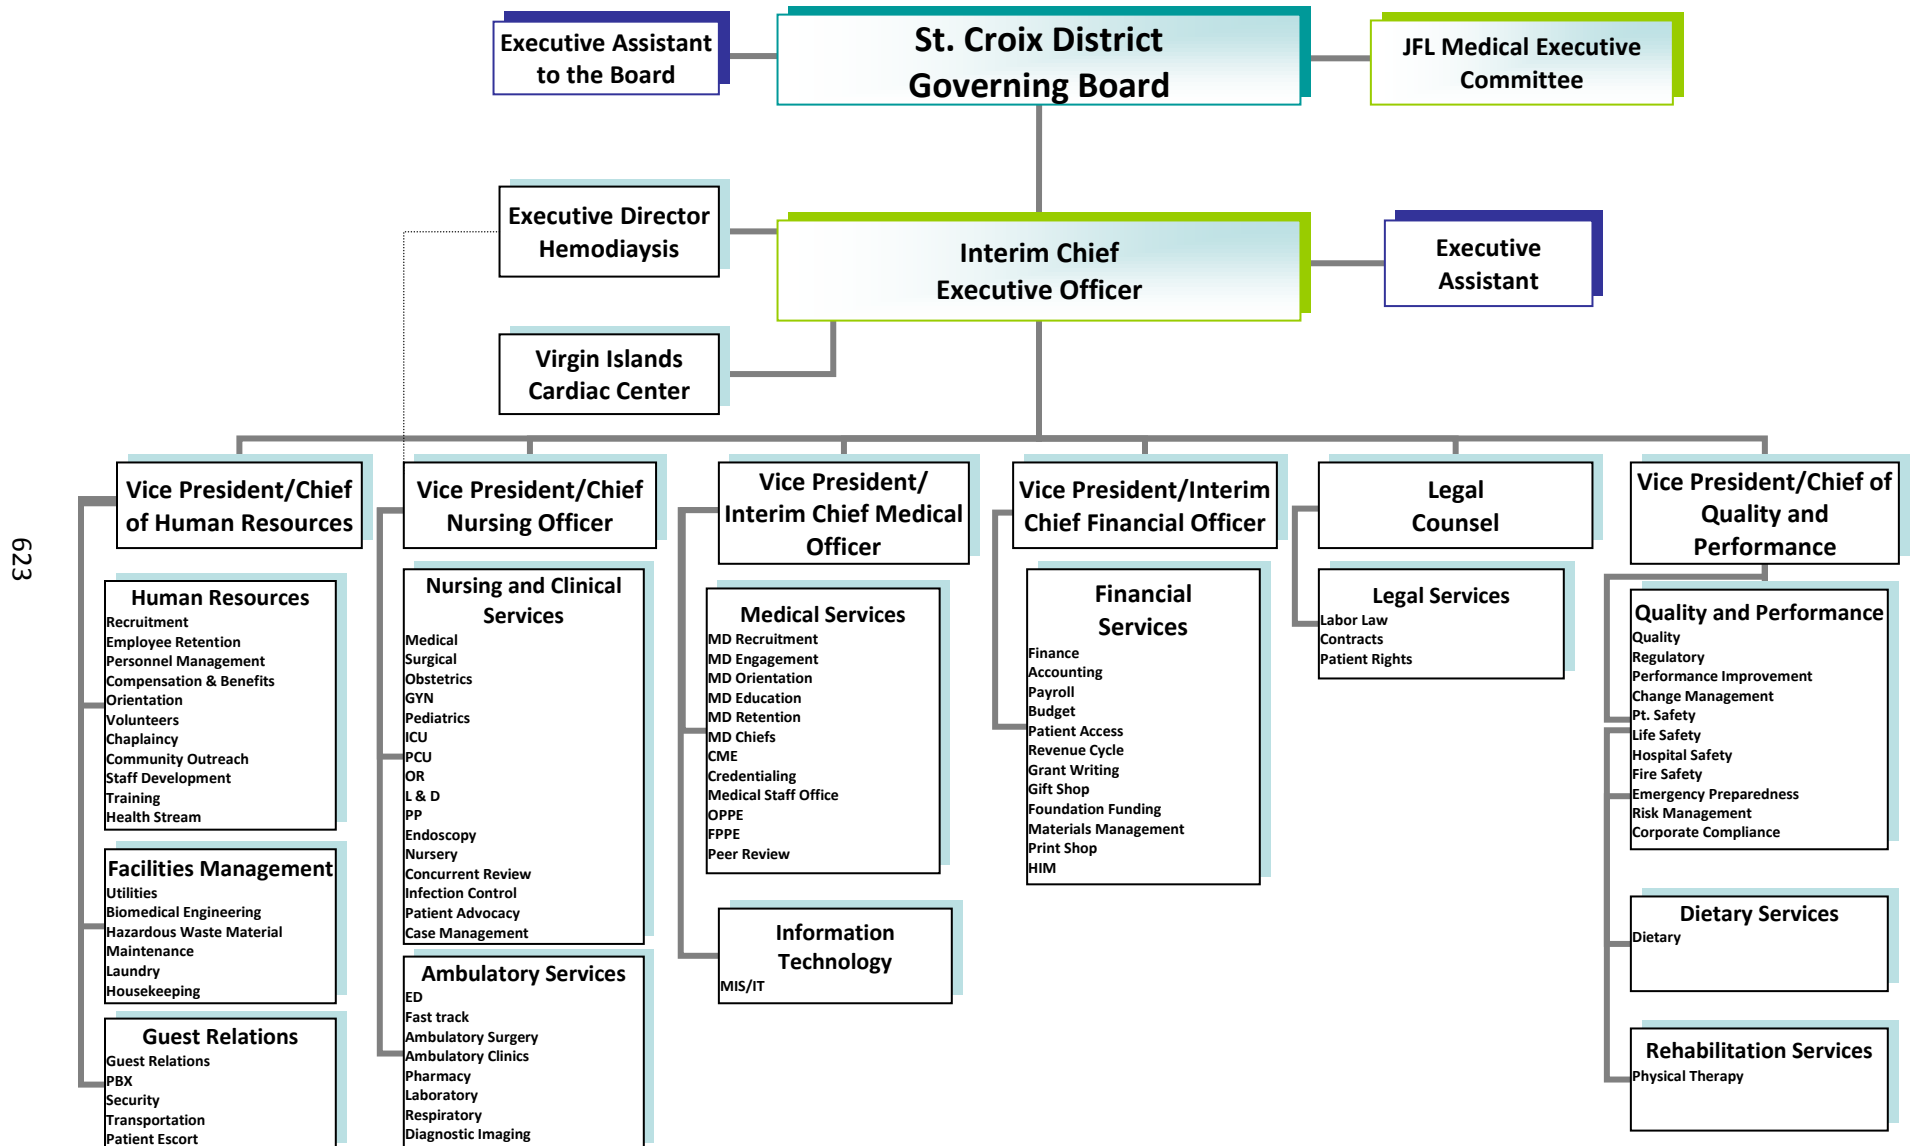 Executive Assistant
to the Board
St. Croix District
Governing Board
JFL Medical Executive
Committee
Executive Director
Hemodiaysis
Interim Chief
Executive Officer
Executive
Assistant
Virgin Islands
Cardiac Center
623
Vice President/Chief
of Human Resources
Human Resources
Recruitment
Employee Retention
Personnel Management
Compensation & Benefits
Orientation
Volunteers
Chaplaincy
Community Outreach
Staff Development
Training
Health Stream
Facilities Management
Utilities
Biomedical Engineering
Hazardous Waste Material
Maintenance
Laundry
Housekeeping
Guest Relations
Guest Relations
PBX
Security
Transportation
Patient Escort
Vice President/Chief
Nursing Officer
Nursing and Clinical
Services
Medical
Surgical
Obstetrics
GYN
Pediatrics
ICU
PCU
OR
L & D
PP
Endoscopy
Nursery
Concurrent Review
Infection Control
Patient Advocacy
Case Management
Ambulatory Services
ED
Fast track
Ambulatory Surgery
Ambulatory Clinics
Pharmacy
Laboratory
Respiratory
Diagnostic Imaging
Vice President/
Interim Chief Medical
Officer
Medical Services
MD Recruitment
MD Engagement
MD Orientation
MD Education
MD Retention
MD Chiefs
CME
Credentialing
Medical Staff Office
OPPE
FPPE
Peer Review
Information
Technology
MIS/IT
Vice President/Interim
Chief Financial Officer
Financial
Services
Finance
Accounting
Payroll
Budget
Patient Access
Revenue Cycle
Grant Writing
Gift Shop
Foundation Funding
Materials Management
Print Shop
HIM
Legal
Counsel
Legal Services
Labor Law
Contracts
Patient Rights
Vice President/Chief of
Quality and
Performance
Quality and Performance
Quality
Regulatory
Performance Improvement
Change Management
Pt. Safety
Life Safety
Hospital Safety
Fire Safety
Emergency Preparedness
Risk Management
Corporate Compliance
Dietary Services
Dietary
Rehabilitation Services
Physical Therapy